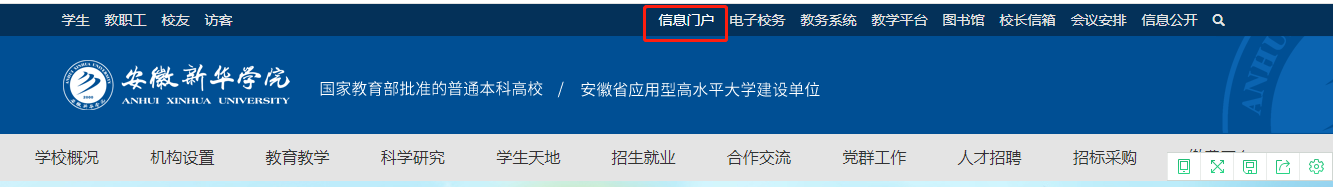 学生 教职工 校友 访客 信息门户 电子校务 教务系统 教学平台 图书馆 校长信箱 会议安排 信息公开
安徽新华学院
ANHUI XINHUA UNIVERSITY
国家教育部批准的普通本科高校 / 安徽省应用型高水平大学建设单位
学校概况 机构设置 教育教学 科学研究 学生天地 招生就业 合作交流 党群工作 人才招聘 招标采购